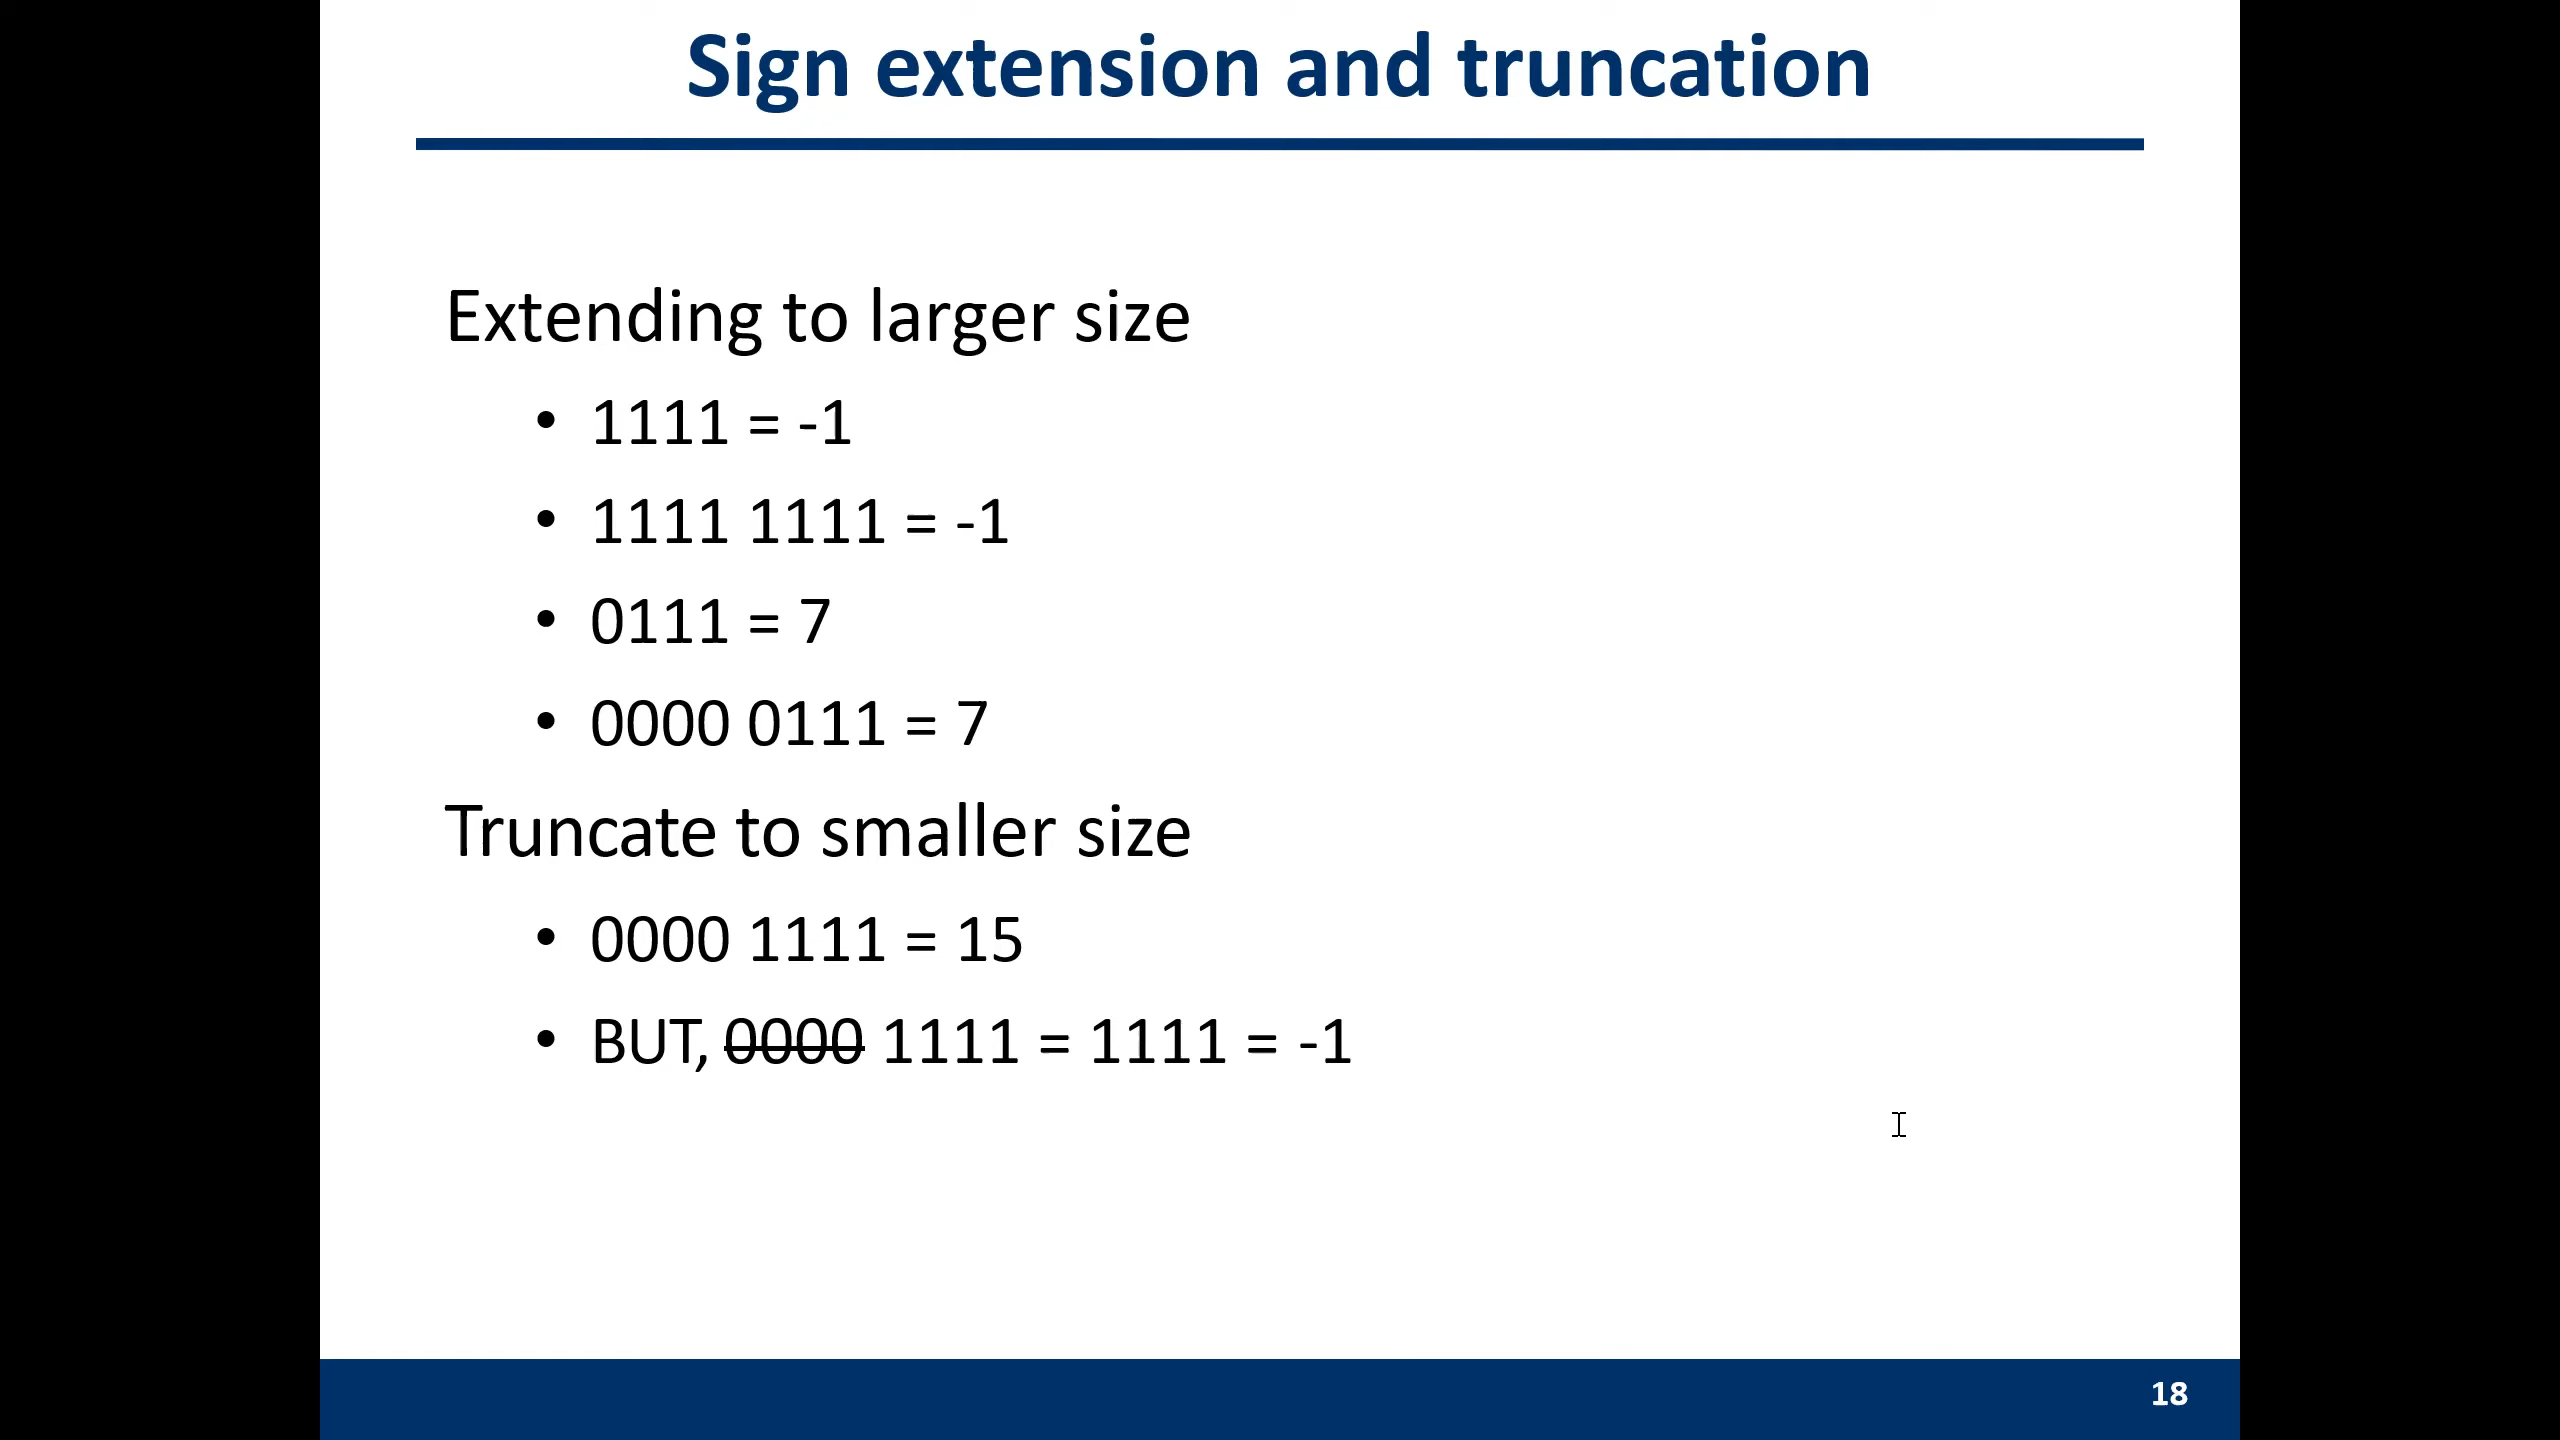 Sign extension and truncation
Extending to larger size
• 1111 = -1
• 1111 1111 = -1
• 0111 = 7
• 0000 0111 = 7
Truncate to smaller size
• 0000 1111 = 15
• BUT, 0000 1111 = 1111 = -1
18